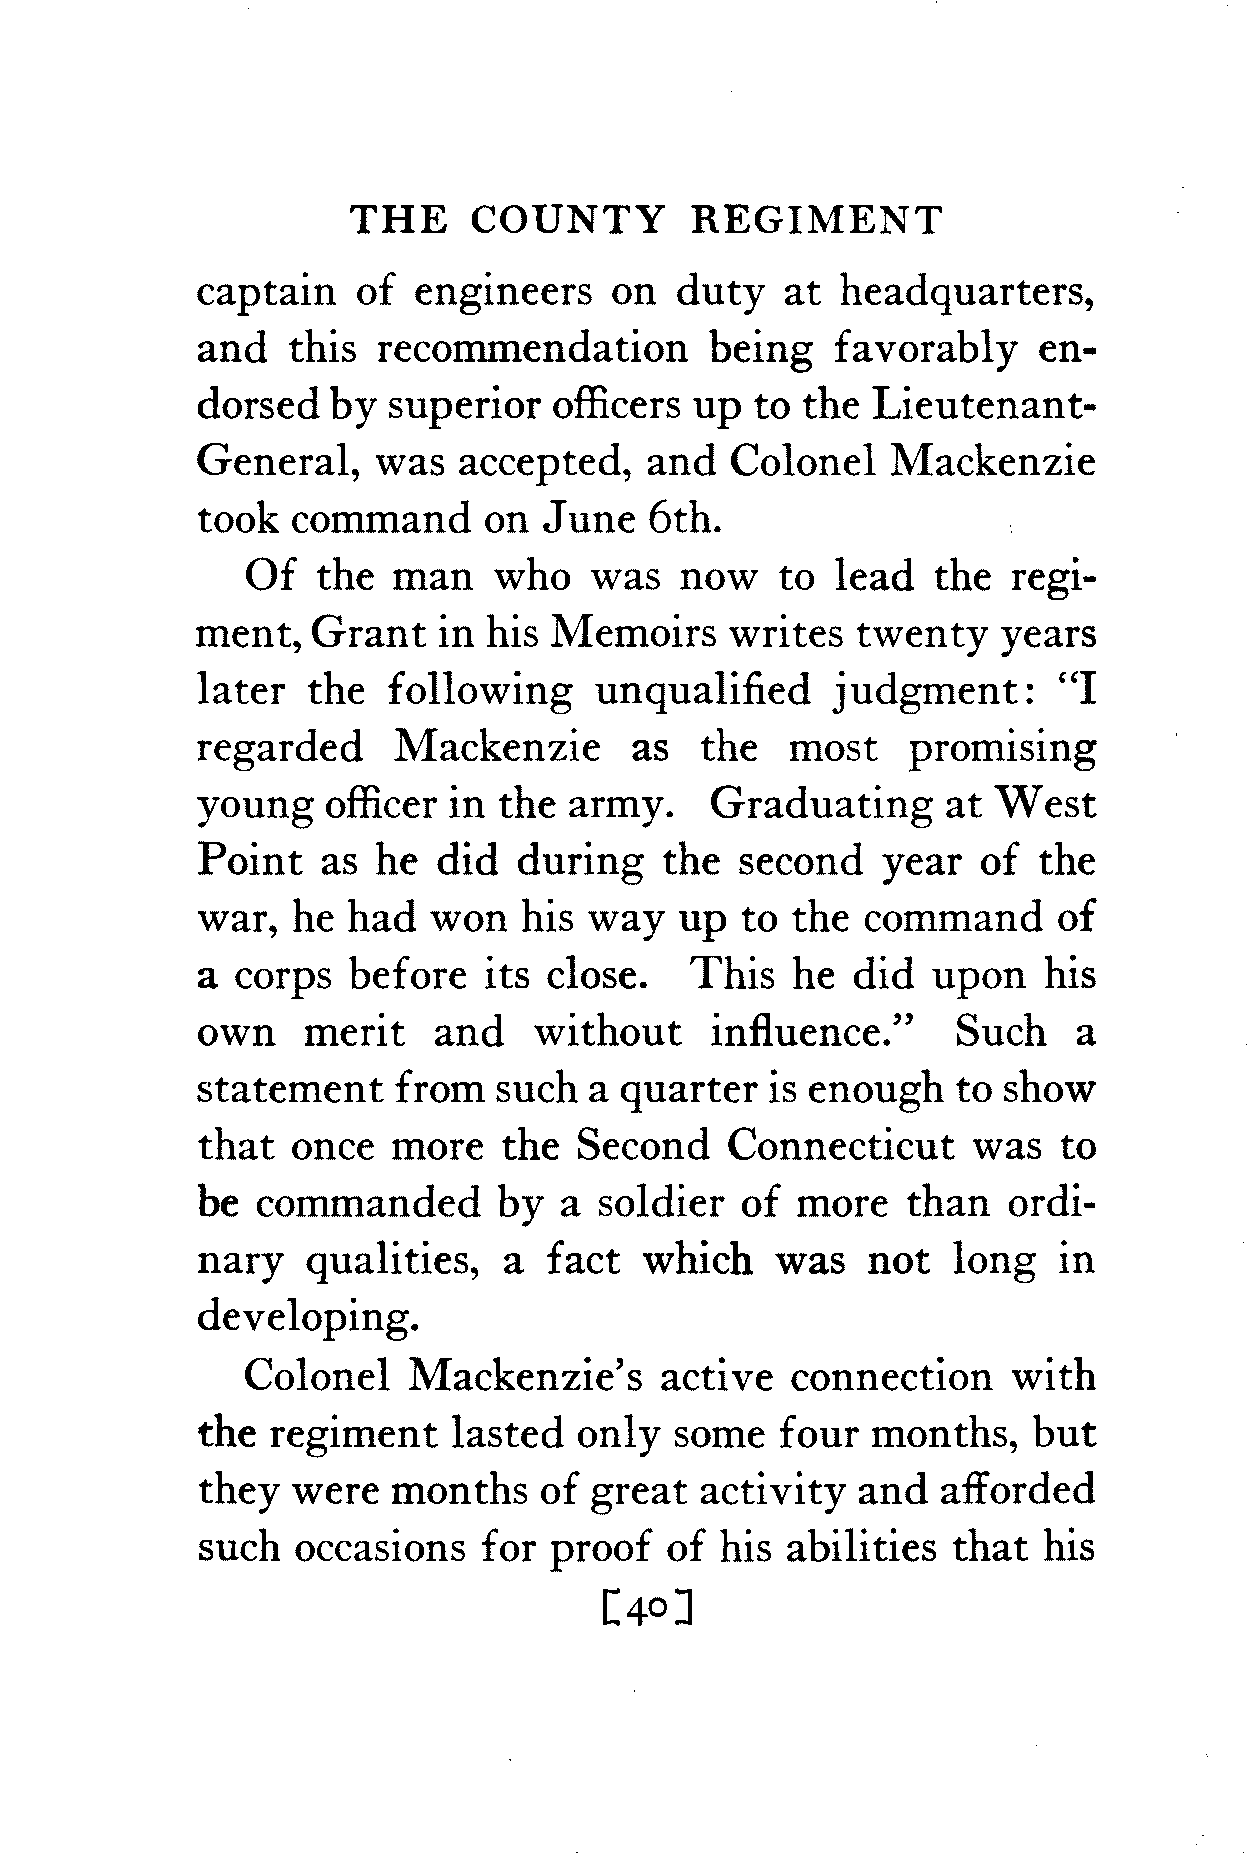 THE COUNTY REGIMENT
captain of engineers on duty at headquarters,
and this recommendation being favorably en-
dorsed by superior officers up to the Lieutenant-
General, was accepted, and Colonel Mackenzie
took command on June 6th.
Of the man who was now to lead the regi-
ment, Grant in his Memoirs writes twenty years
later the following unqualified judgment: "I
regarded Mackenzie as the most promising
young officer in the army. Graduating at West
Point as he did during the second year of the
war, he had won his way up to the command of
a corps before its close. This he did upon his
own merit and without influence." Such a
statement from such a quarter is enough to show
that once more the Second Connecticut was to
be commanded by a soldier of more than ordi-
nary qualities, a fact which was not long in
developing.
Colonel Mackenzie's active connection with
the regiment lasted only some four months, but
they were months of great activity and afforded
such occasions for proof of his abilities that his
[40]